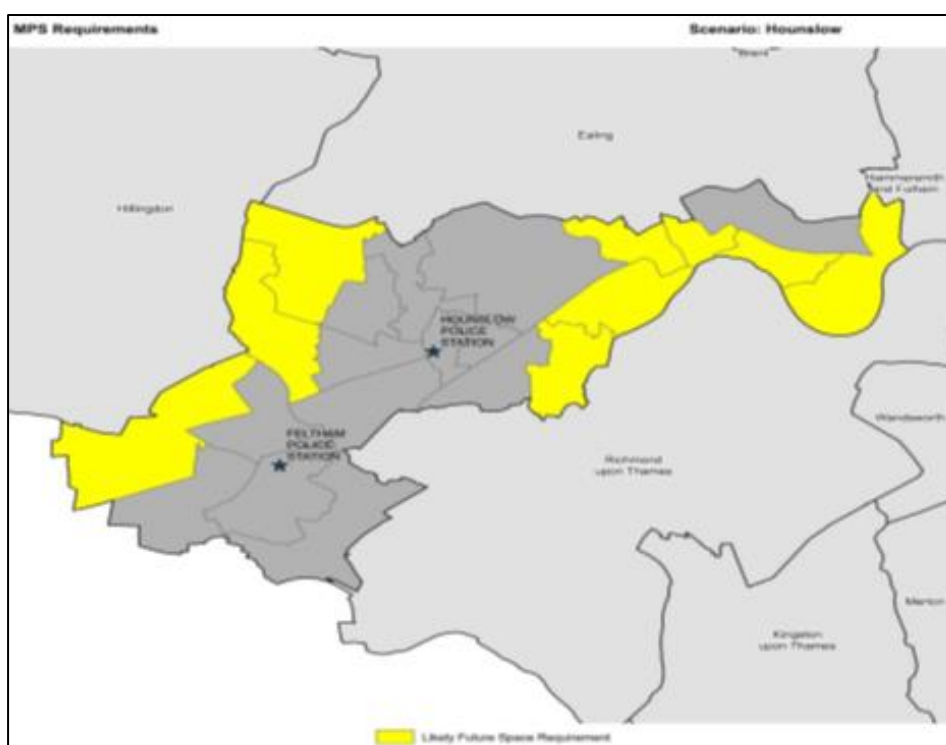 MPS Requirements
Scenario: Hounslow
Brent
Ealing
Hammersmith
and Fulham
Hillingdon
HOUNSLOW
POLICE
STATION
Wandsworth
FELTHAM
POLICE
STATION
Richmond
upon Thames
Merton
Kingston
upon Thames
Likely Future Space Requirement